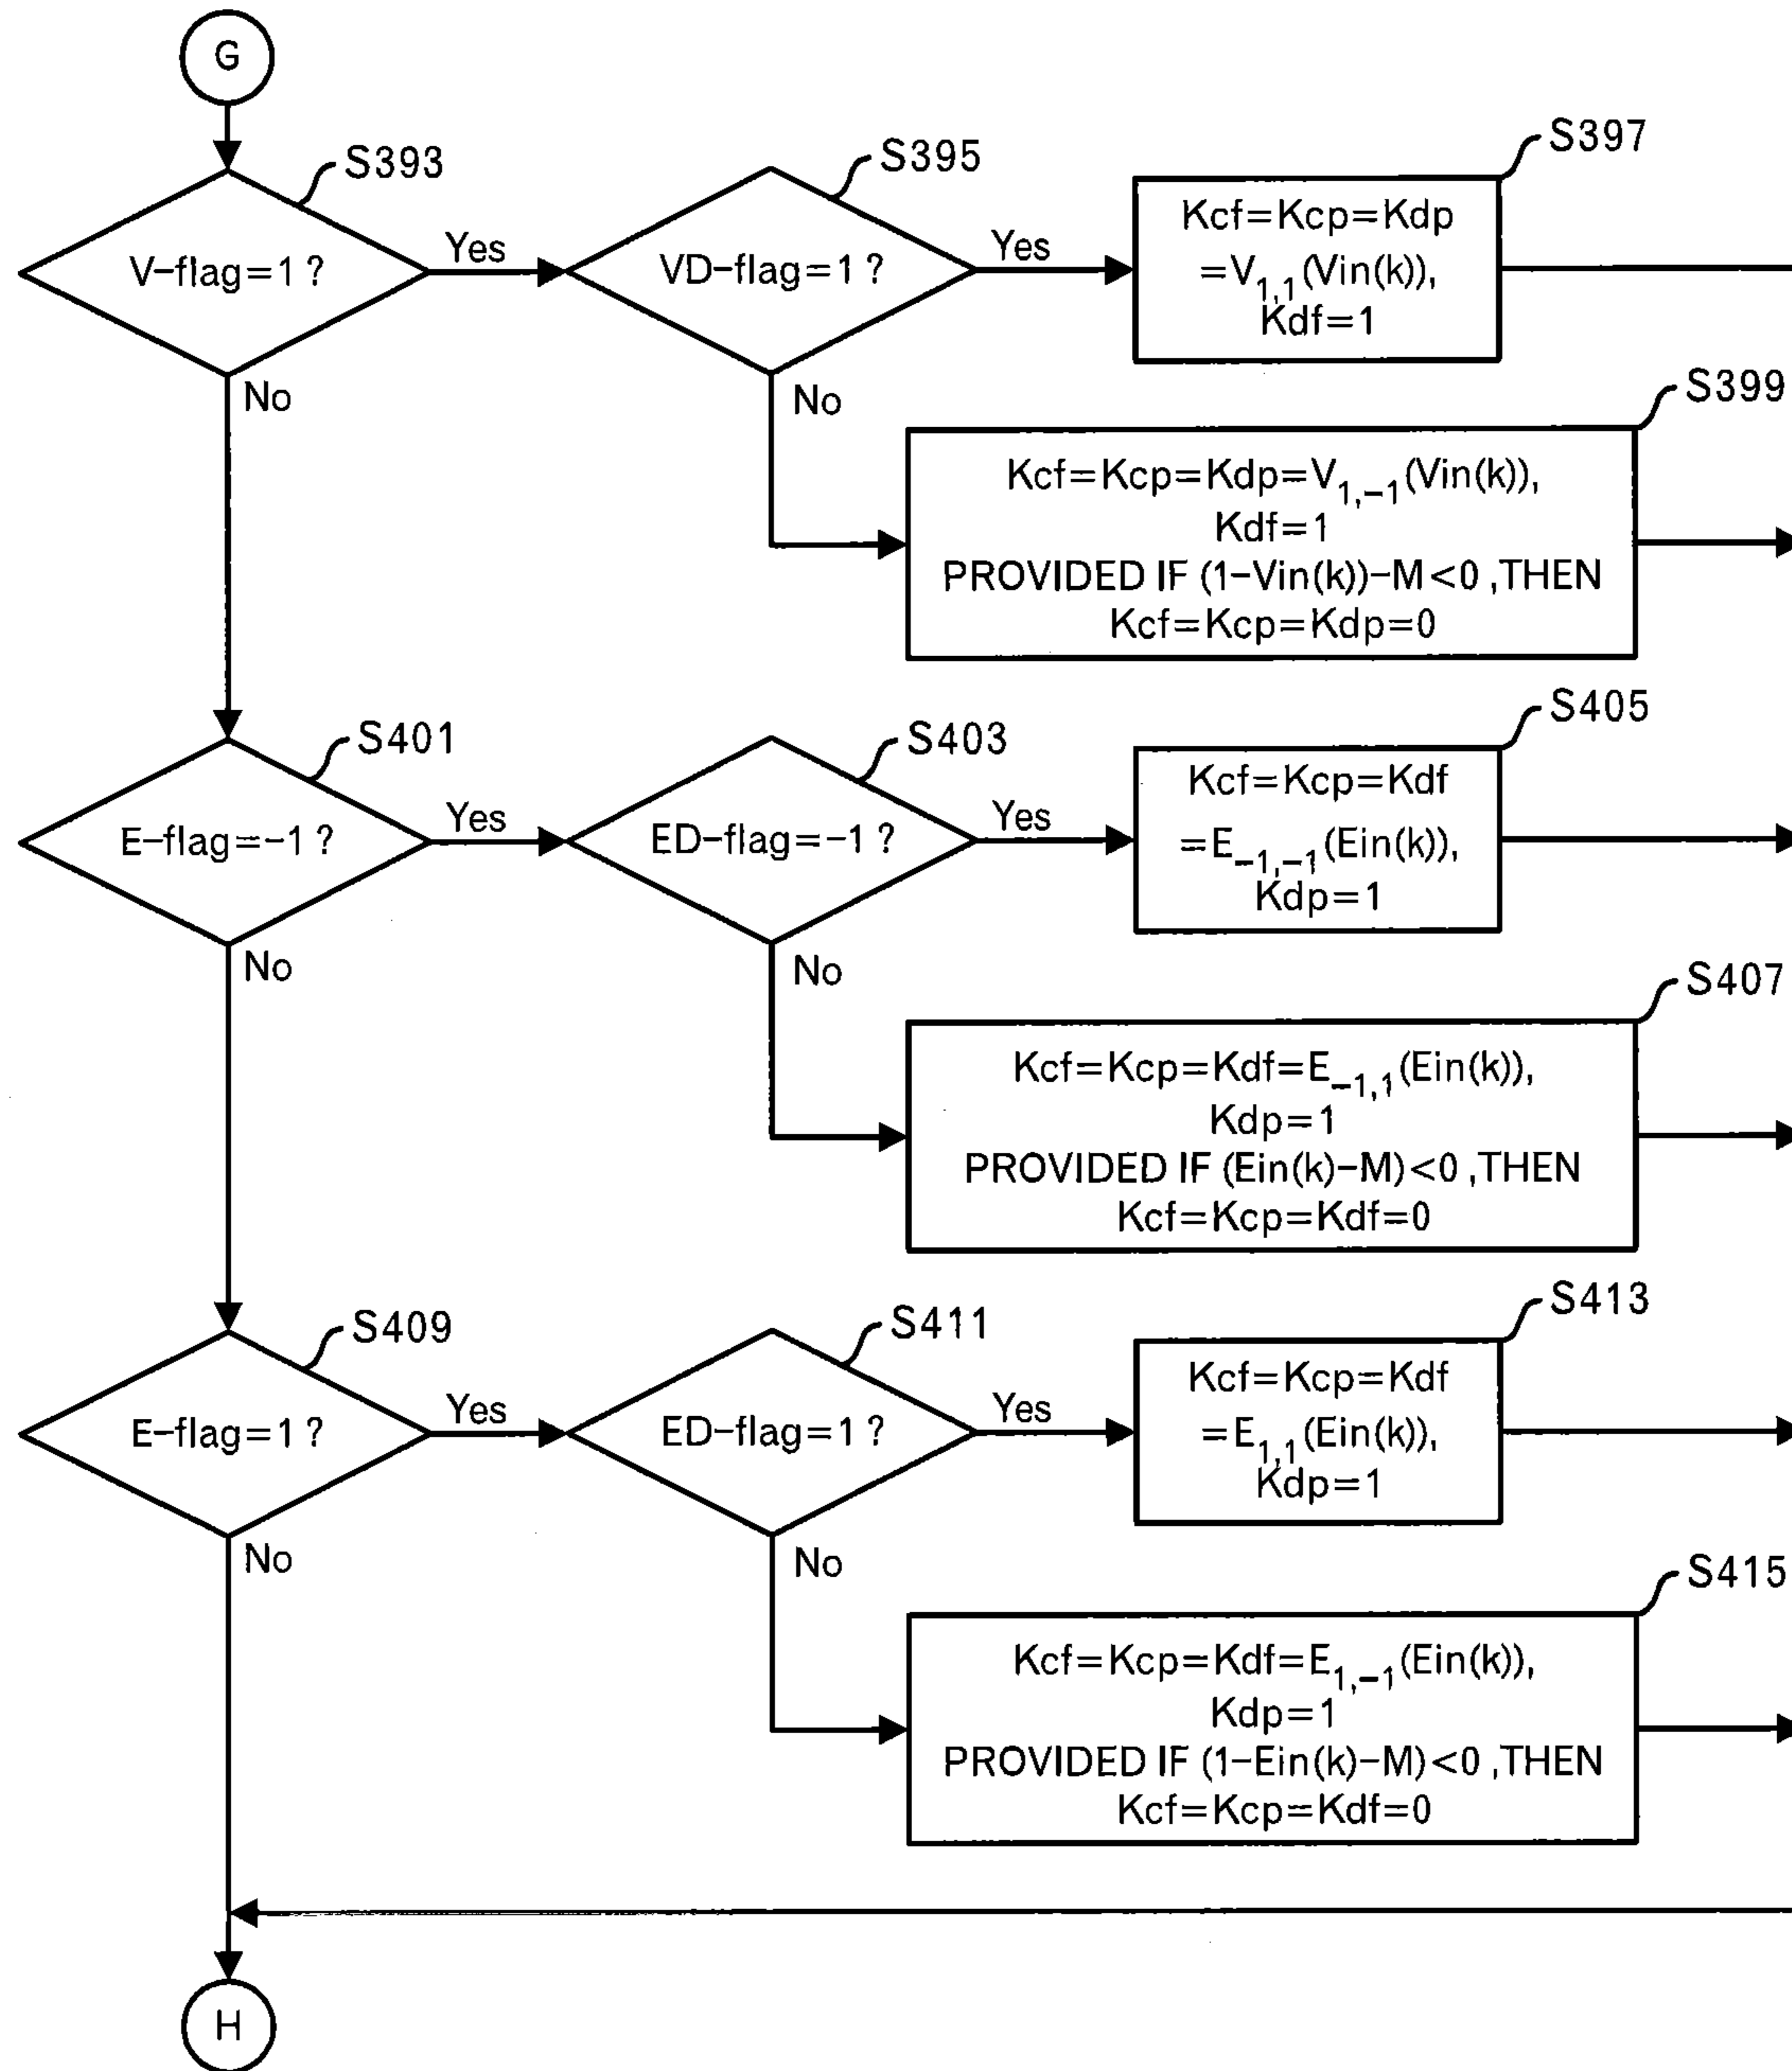 G
S393
V-flag=1 ?
Yes
No
S395
VD-flag=1 ?
Yes
No
S397
Kcf=Kcp=Kdp
=V1,1(Vin(k)),
Kdf=1
S399
Kcf=Kcp=Kdp=V1,-1(Vin(k)),
Kdf=1
PROVIDED IF (1-Vin(k))-M<0 ,THEN
Kcf=Kcp=Kdp=0
S401
E-flag=-1 ?
Yes
No
S403
ED-flag=-1 ?
Yes
No
S405
Kcf=Kcp=Kdf
=E-1,-1(Ein(k)),
Kdp=1
S407
Kcf=Kcp=Kdf=E-1,1(Ein(k)),
Kdp=1
PROVIDED IF (Ein(k)-M)<0 ,THEN
Kcf=Kcp=Kdf=0
S409
E-flag=1 ?
Yes
No
S411
ED-flag=1 ?
Yes
No
S413
Kcf=Kcp=Kdf
=E1,1(Ein(k)),
Kdp=1
S415
Kcf=Kcp=Kdf=E1,-1(Ein(k)),
Kdp=1
PROVIDED IF (1-Ein(k)-M)<0 ,THEN
Kcf=Kcp=Kdf=0
H